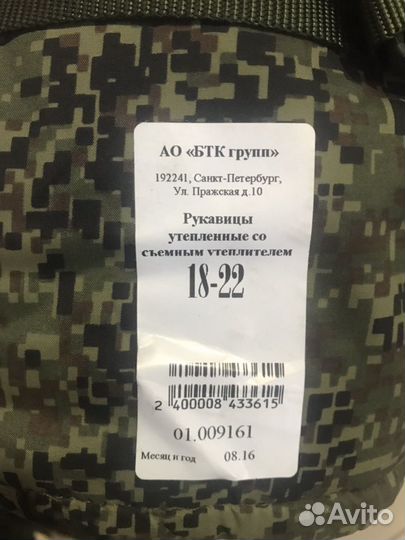 АО «БТК групп»
192241, Санкт-Петербург,
Ул. Пражская д.10
Рукавицы
утепленные со
съемным утеплителем
18-22
2 400008 433615
01.009161
Месяц и год 08.16
Avito